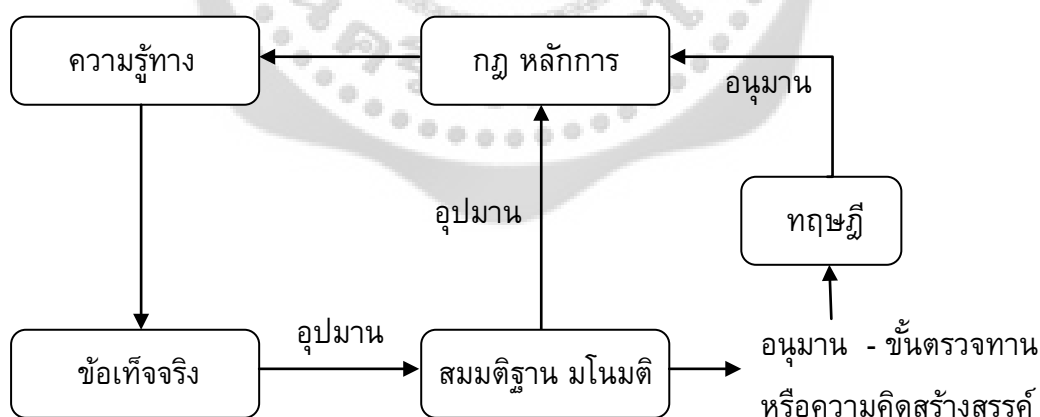 ความรู้ทาง
กฎ หลักการ
อนุมาน
อุปมาน
ทฤษฎี
อุปมาน
ข้อเท็จจริง
สมมติฐาน มโนมติ
อนุมาน - ขั้นตรวจทาน
หรือความคิดสร้างสรรค์